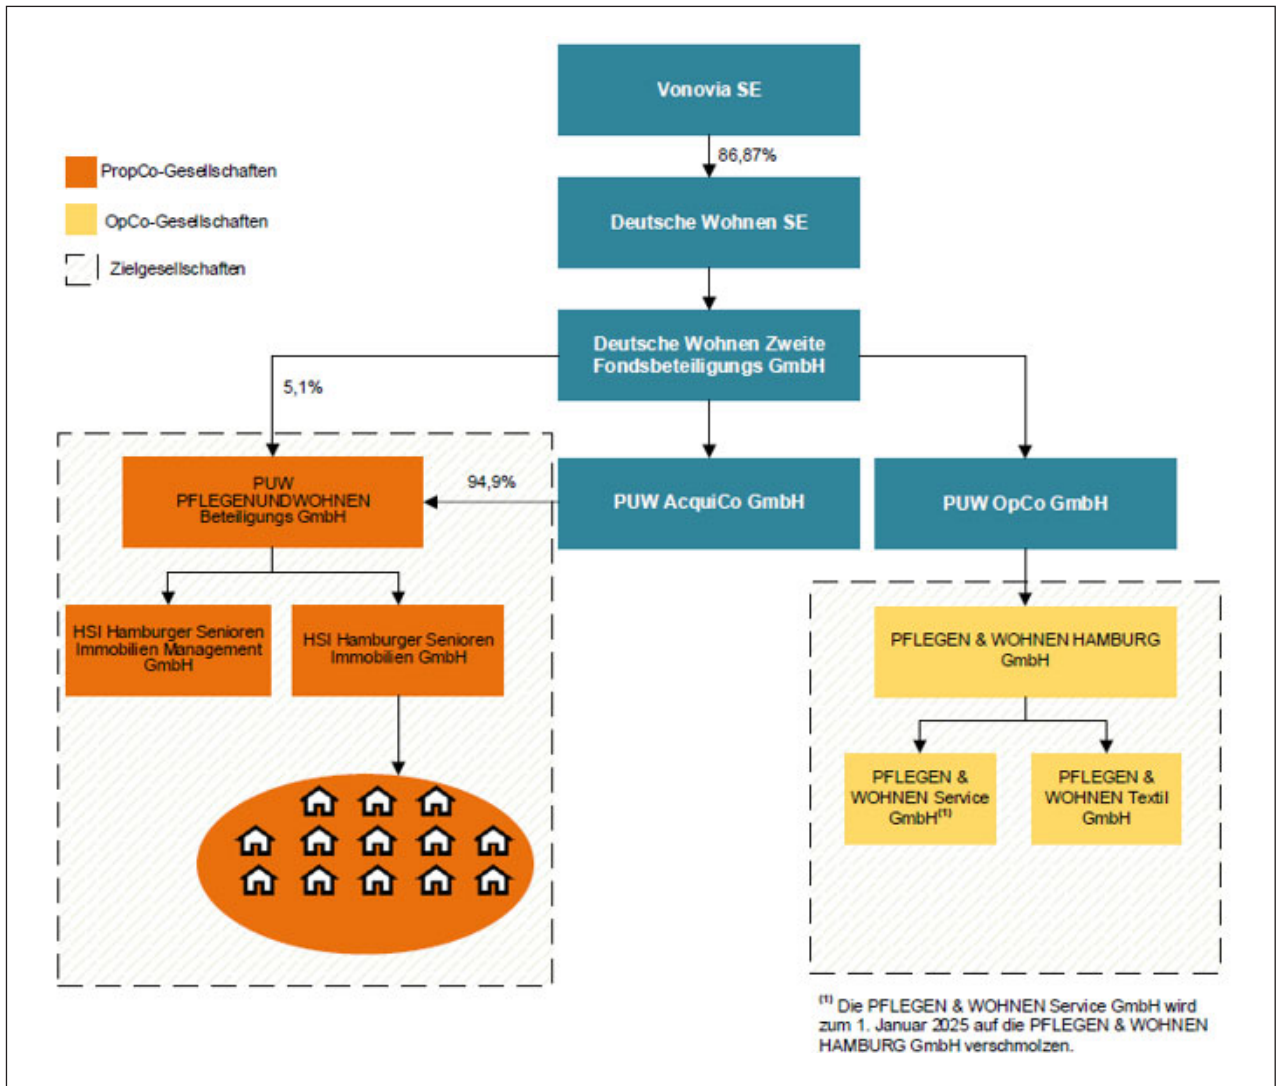 Vonovia SE
86,87%
PropCo-Gesellschaften
OpCo-Gesellschaften
Zielgesellschaften
Deutsche Wohnen SE
Deutsche Wohnen Zweite
Fondsbeteiligungs GmbH
5,1%
PUW
PFLEGENUNDWOHNEN
Beteiligungs GmbH
94,9%
PUW AcquiCo GmbH
PUW OpCo GmbH
HSI Hamburger Senioren
Immobilien Management
GmbH
HSI Hamburger Senioren
Immobilien GmbH
PFLEGEN & WOHNEN HAMBURG
GmbH
PFLEGEN &
WOHNEN Service
GmbH(1)
PFLEGEN &
WOHNEN Textil
GmbH
(1) Die PFLEGEN & WOHNEN Service GmbH wird
zum 1. Januar 2025 auf die PFLEGEN & WOHNEN
HAMBURG GmbH verschmolzen.